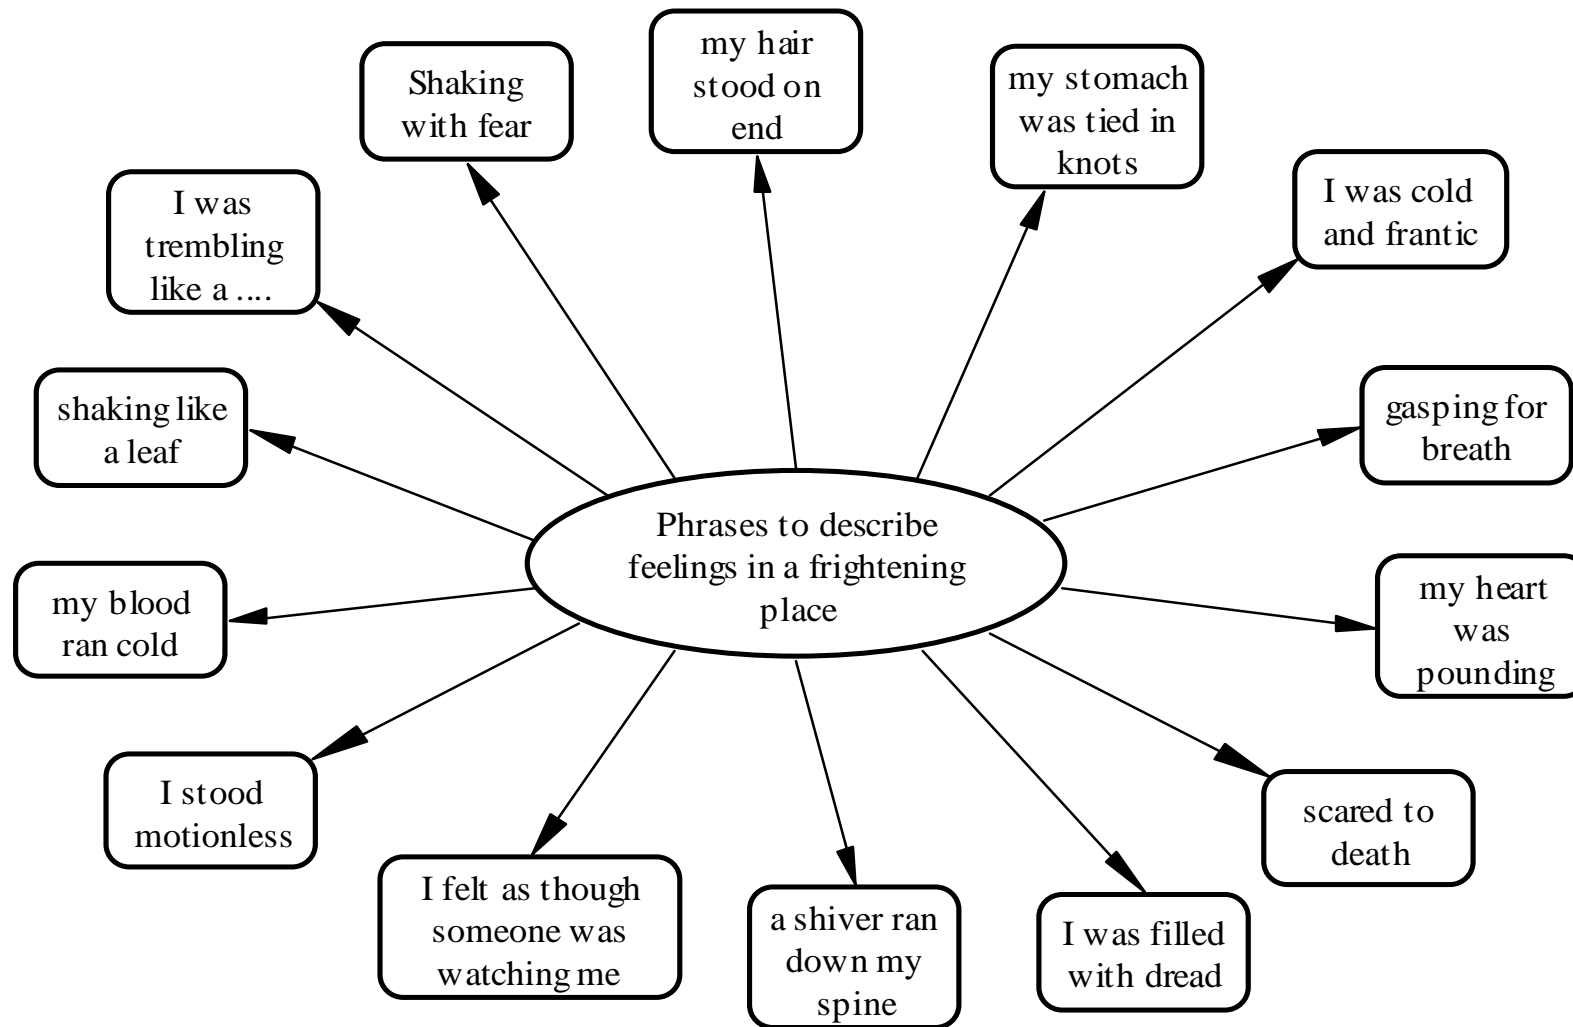 my hair
stood on
end
Shaking
with fear
my stomach
was tied in
knots
I was
trembling
like a ....
I was cold
and frantic
shaking like
a leaf
gasping for
breath
Phrases to describe
feelings in a frightening
place
my blood
ran cold
my heart
was
pounding
I stood
motionless
scared to
death
I felt as though
someone was
watching me
a shiver ran
down my
spine
I was filled
with dread